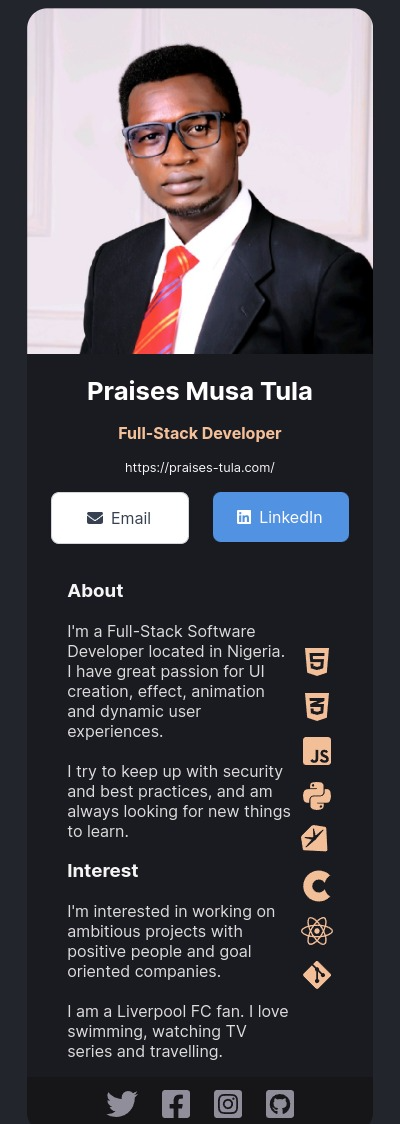 Praises Musa Tula
Full-Stack Developer
https://praises-tula.com/
Email
LinkedIn
About
I'm a Full-Stack Software
Developer located in Nigeria.
I have great passion for UI
creation, effect, animation
and dynamic user
experiences.
I try to keep up with security
and best practices, and am
always looking for new things
to learn.
JS
Interest
I'm interested in working on
ambitious projects with
positive people and goal
oriented companies.
I am a Liverpool FC fan. I love
swimming, watching TV
series and travelling.